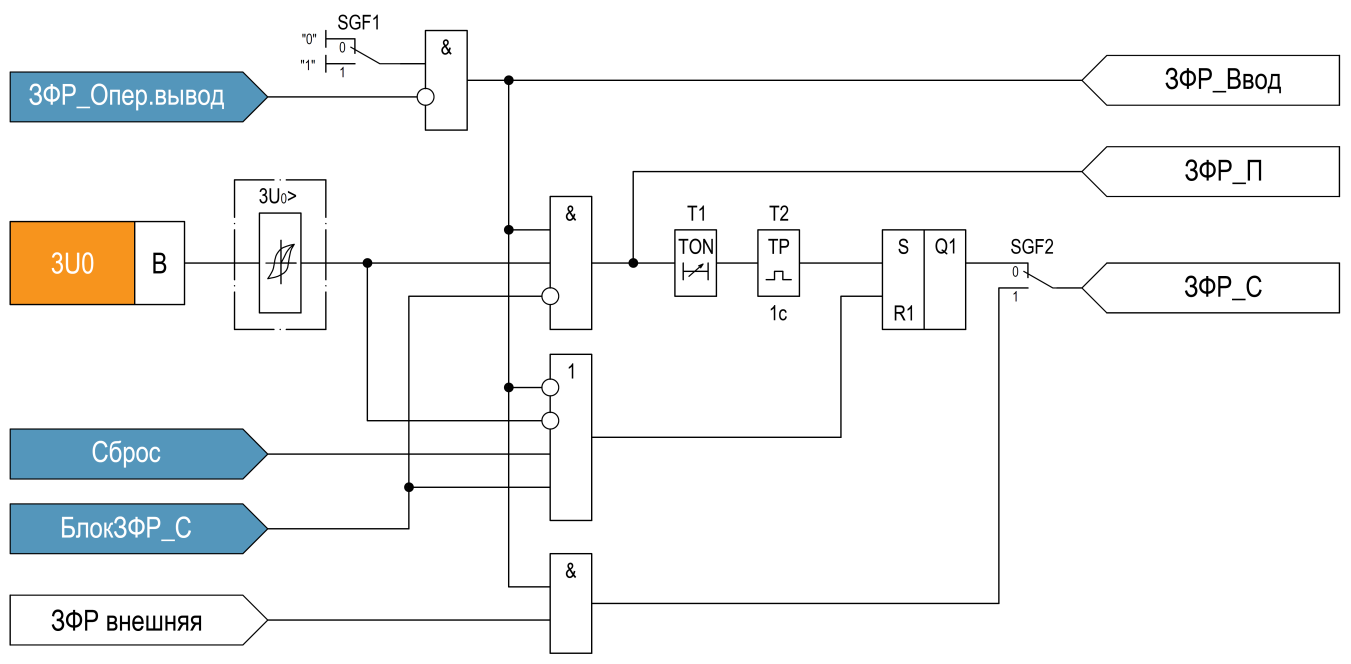 SGF1
"0"
0
"1"
1
&
ЗФР_Опер.вывод
ЗФР_Ввод
ЗФР_П
3U0
В
3U0>
&
T1
TON
T2
TP
1с
S
Q1
R1
SGF2
0
1
ЗФР_С
1
Сброс
БлокЗФР_С
&
ЗФР внешняя